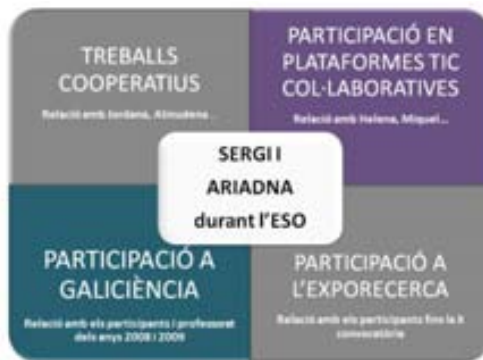 TREBALLS
COOPERATIUS
Relació amb Jordana, Almudena...
PARTICIPACIÓ EN
PLATAFORMES TIC
COL·LABORATIVES
Relació amb Helena, Miquel...
SERGI I
ARIADNA
durant l'ESO
PARTICIPACIÓ A
GALICIÈNCIA
Relació amb els participants i professorat
dels anys 2008 i 2009
PARTICIPACIÓ A
L'EXPORECERCA
Relació amb els participants fins la
convocatòria